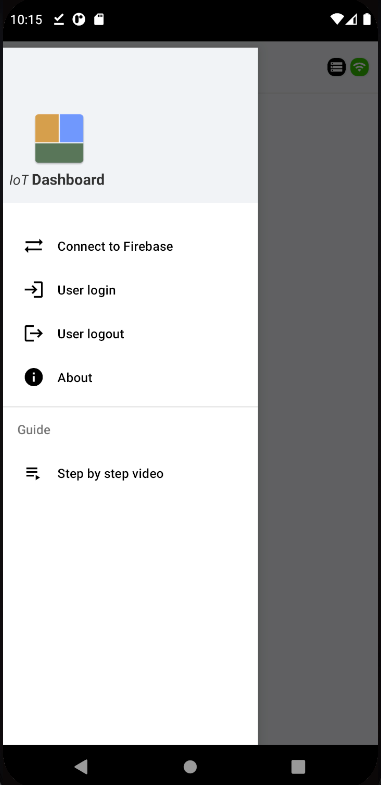 10:15
IoT Dashboard
Connect to Firebase
User login
User logout
About
Guide
Step by step video